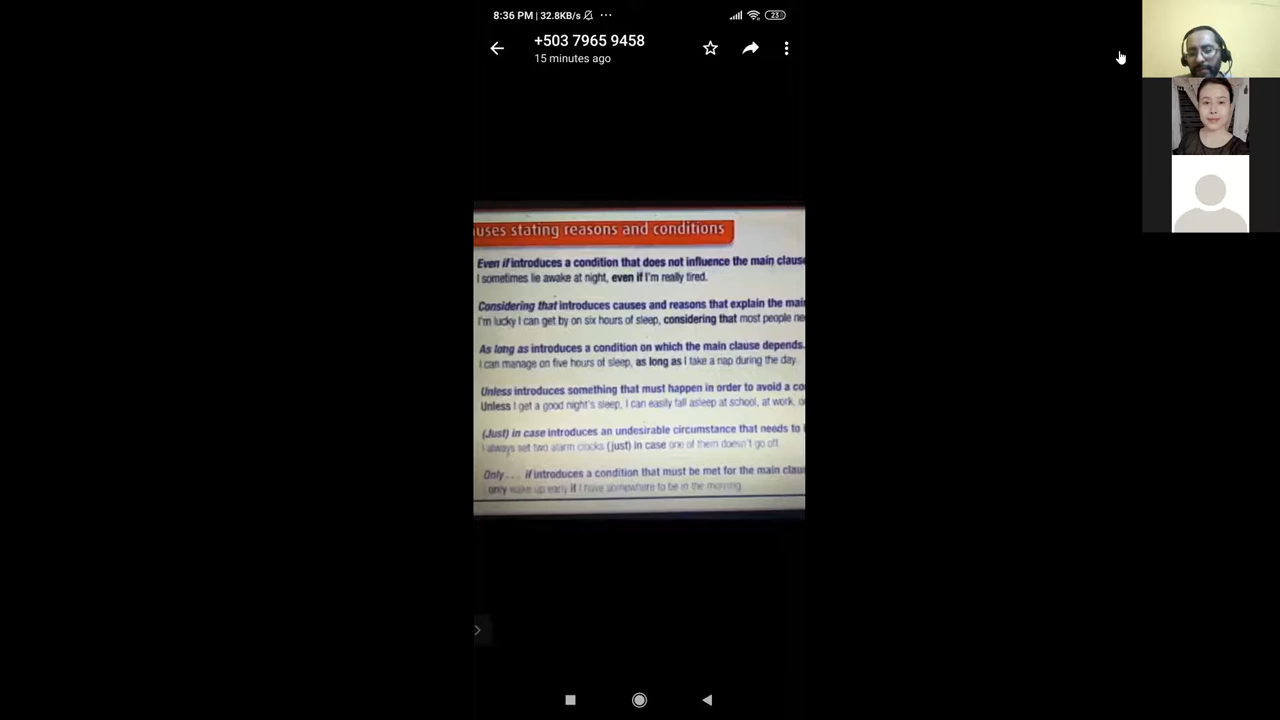 8:36 PM | 32.8KB/s ...
23
+503 7965 9458
15 minutes ago
uses stating reasons and conditions
Even if introduces a condition that does not influence the main clause
I sometimes lie awake at night, even if I'm really tired.
Considering that introduces causes and reasons that explain the mai
I'm lucky I can get by on six hours of sleep, considering that most people ne
As long as introduces a condition on which the main clause depends.
I can manage on five hours of sleep, as long as I take a nap during the day.
Unless introduces something that must happen in order to avoid a co
Unless I get a good night's sleep, I can easily fall asleep at school, at work, o
(Just) in case introduces an undesirable circumstance that needs to
I always set two alarm clocks (just) in case one of them doesn't go off.
Only... if introduces a condition that must be met for the main clau
I only wake up early if I have somewhere to be in the morning.